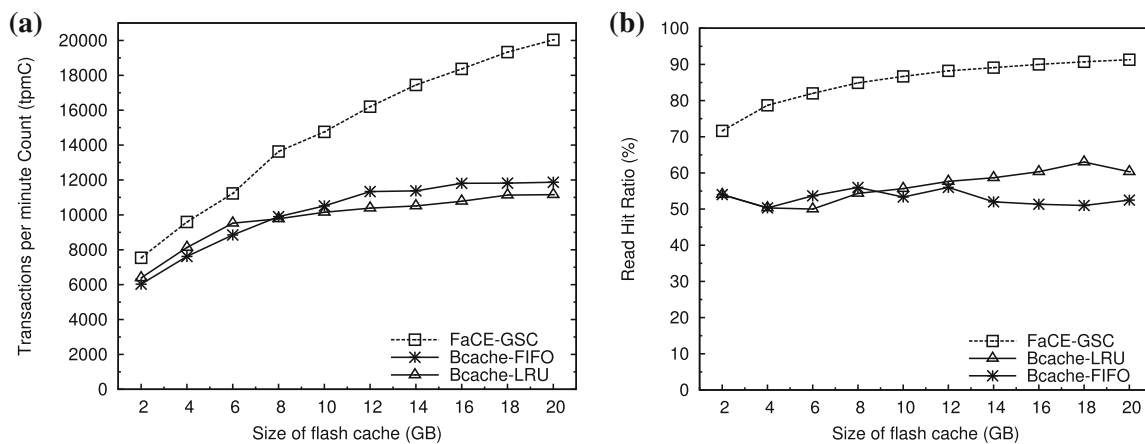 (a)
Transactions per minute Count (tpmC)
20000
18000
16000
14000
12000
10000
8000
6000
4000
2000
0
FaCE-GSC
Bcache-FIFO
Bcache-LRU
2 4 6 8 10 12 14 16 18 20
Size of flash cache (GB)
(b)
Read Hit Ratio (%)
100
90
80
70
60
50
40
30
20
10
0
FaCE-GSC
Bcache-LRU
Bcache-FIFO
2 4 6 8 10 12 14 16 18 20
Size of flash cache (GB)